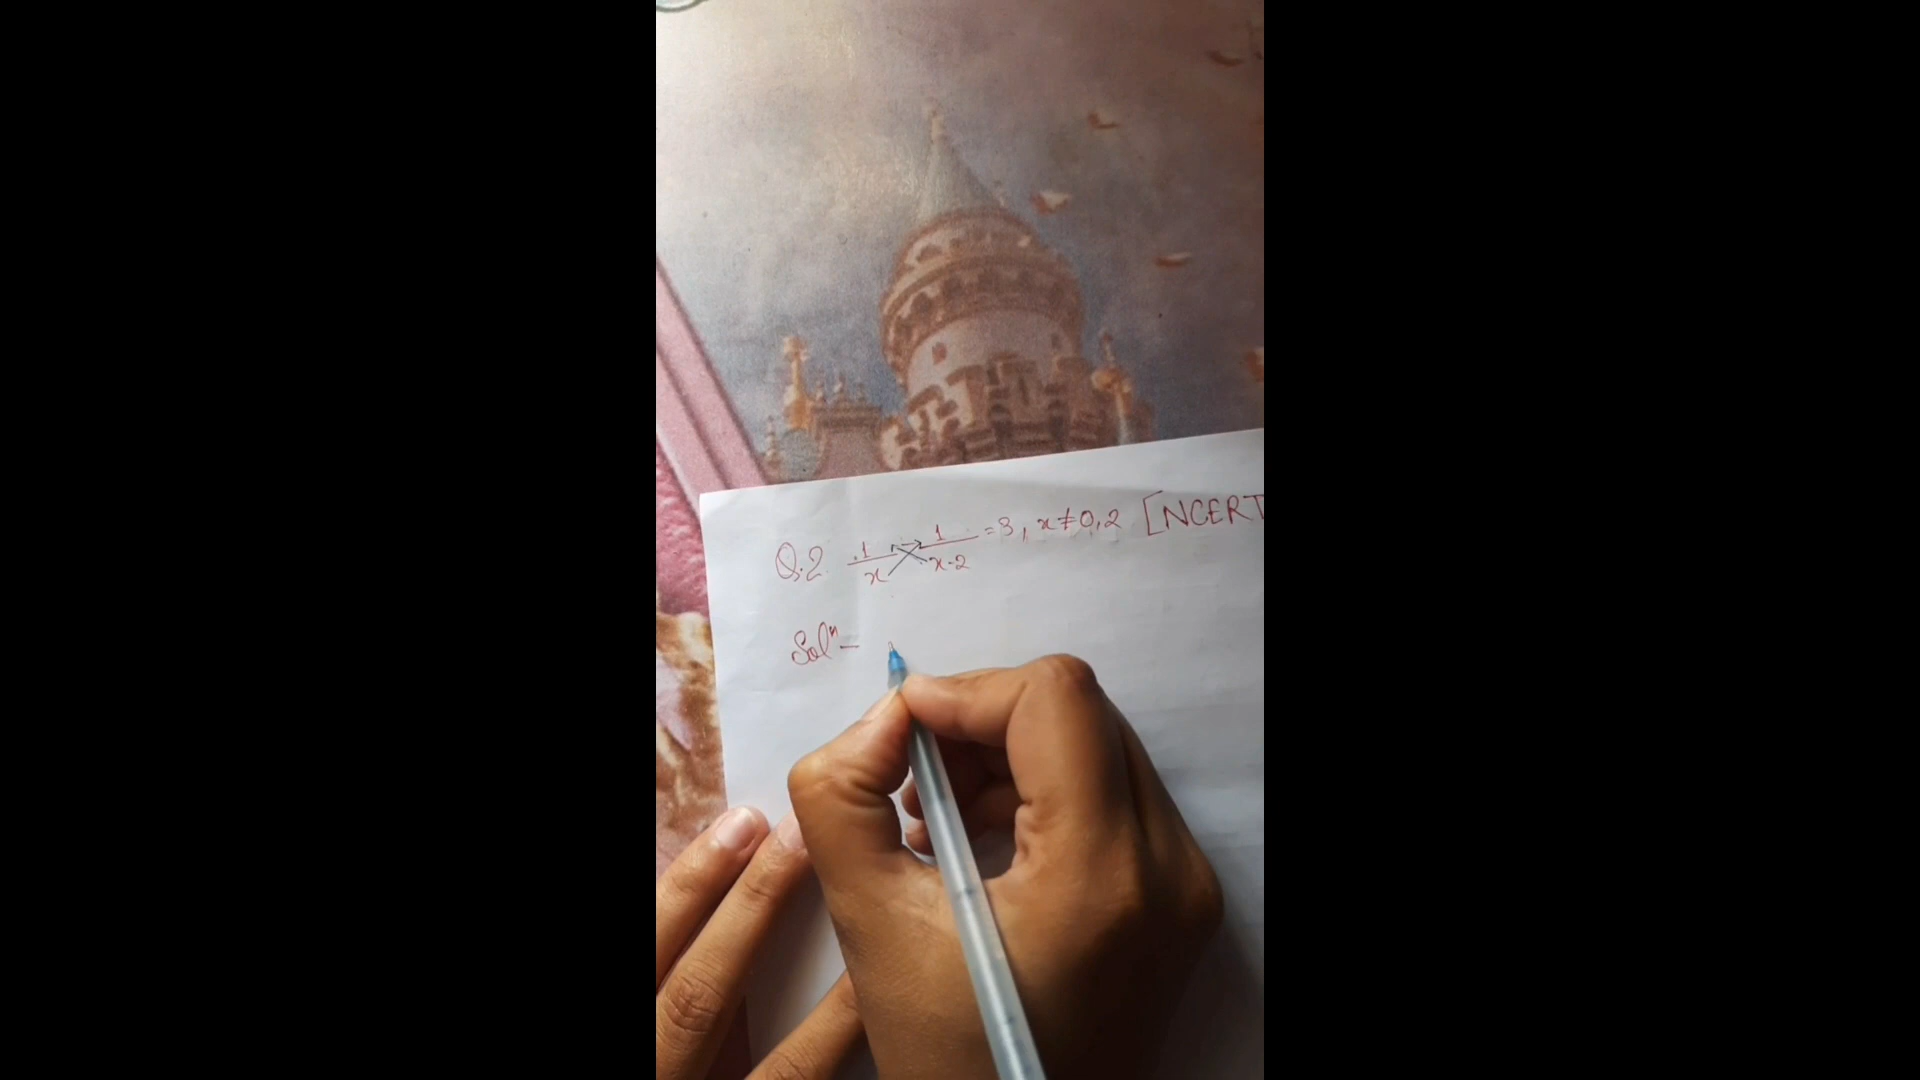 Q.2 1/x - 1/x-2 = 3, x≠0,2 [NCERT
Solⁿ -